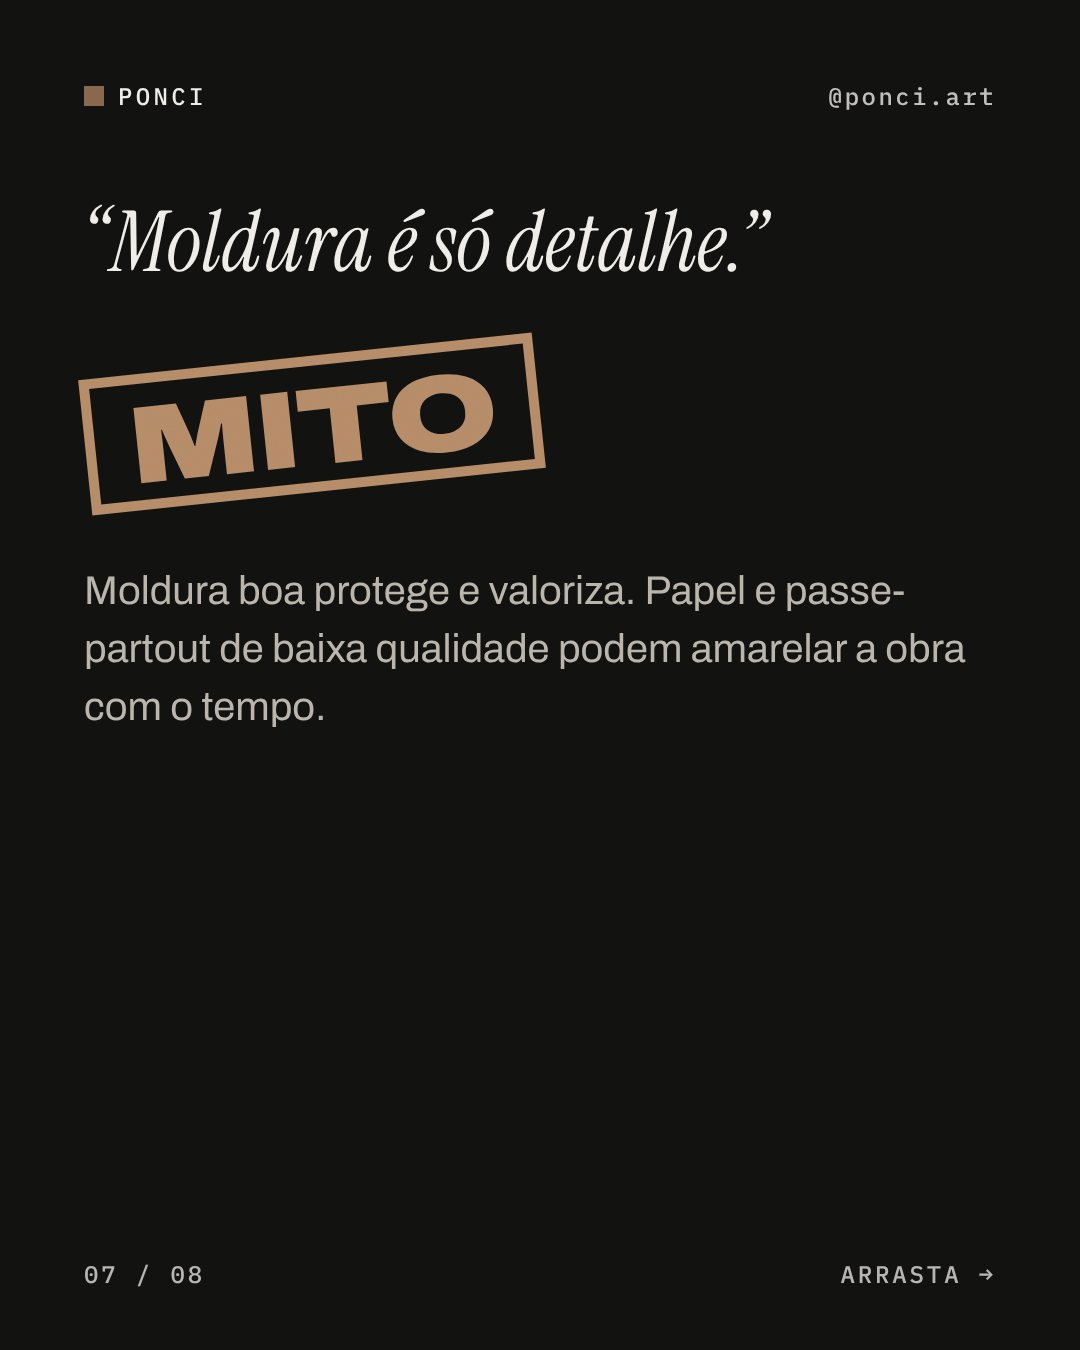 PONCI
@ponci.art
“Moldura é só detalhe.”
MITO
Moldura boa protege e valoriza. Papel e passe-
partout de baixa qualidade podem amarelar a obra
com o tempo.
07 / 08
ARRASTA →